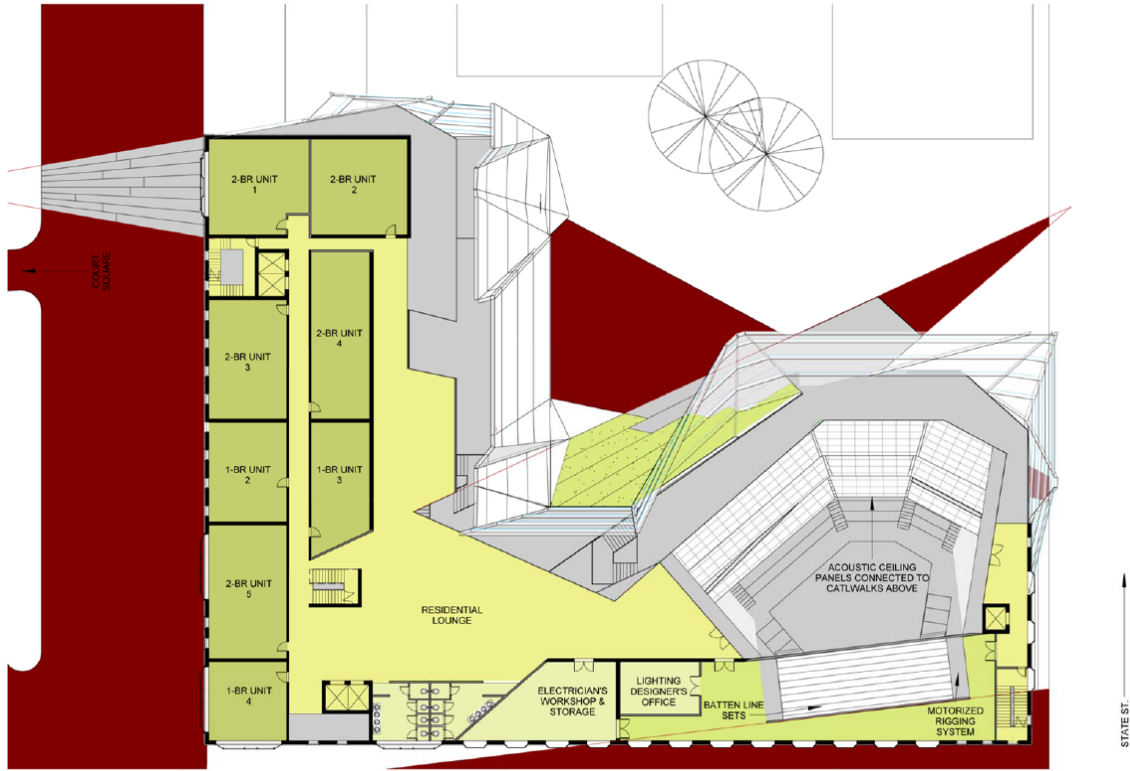 2-BR UNIT
1
2-BR UNIT
2
COURT
SQUARE
2-BR UNIT
3
2-BR UNIT
4
1-BR UNIT
2
1-BR UNIT
3
2-BR UNIT
5
1-BR UNIT
4
RESIDENTIAL
LOUNGE
ACOUSTIC CEILING
PANELS CONNECTED TO
CATLWALKS ABOVE
ELECTRICIAN'S
WORKSHOP &
STORAGE
LIGHTING
DESIGNER'S
OFFICE
BATTEN LINE
SETS
MOTORIZED
RIGGING
SYSTEM
STATE ST.